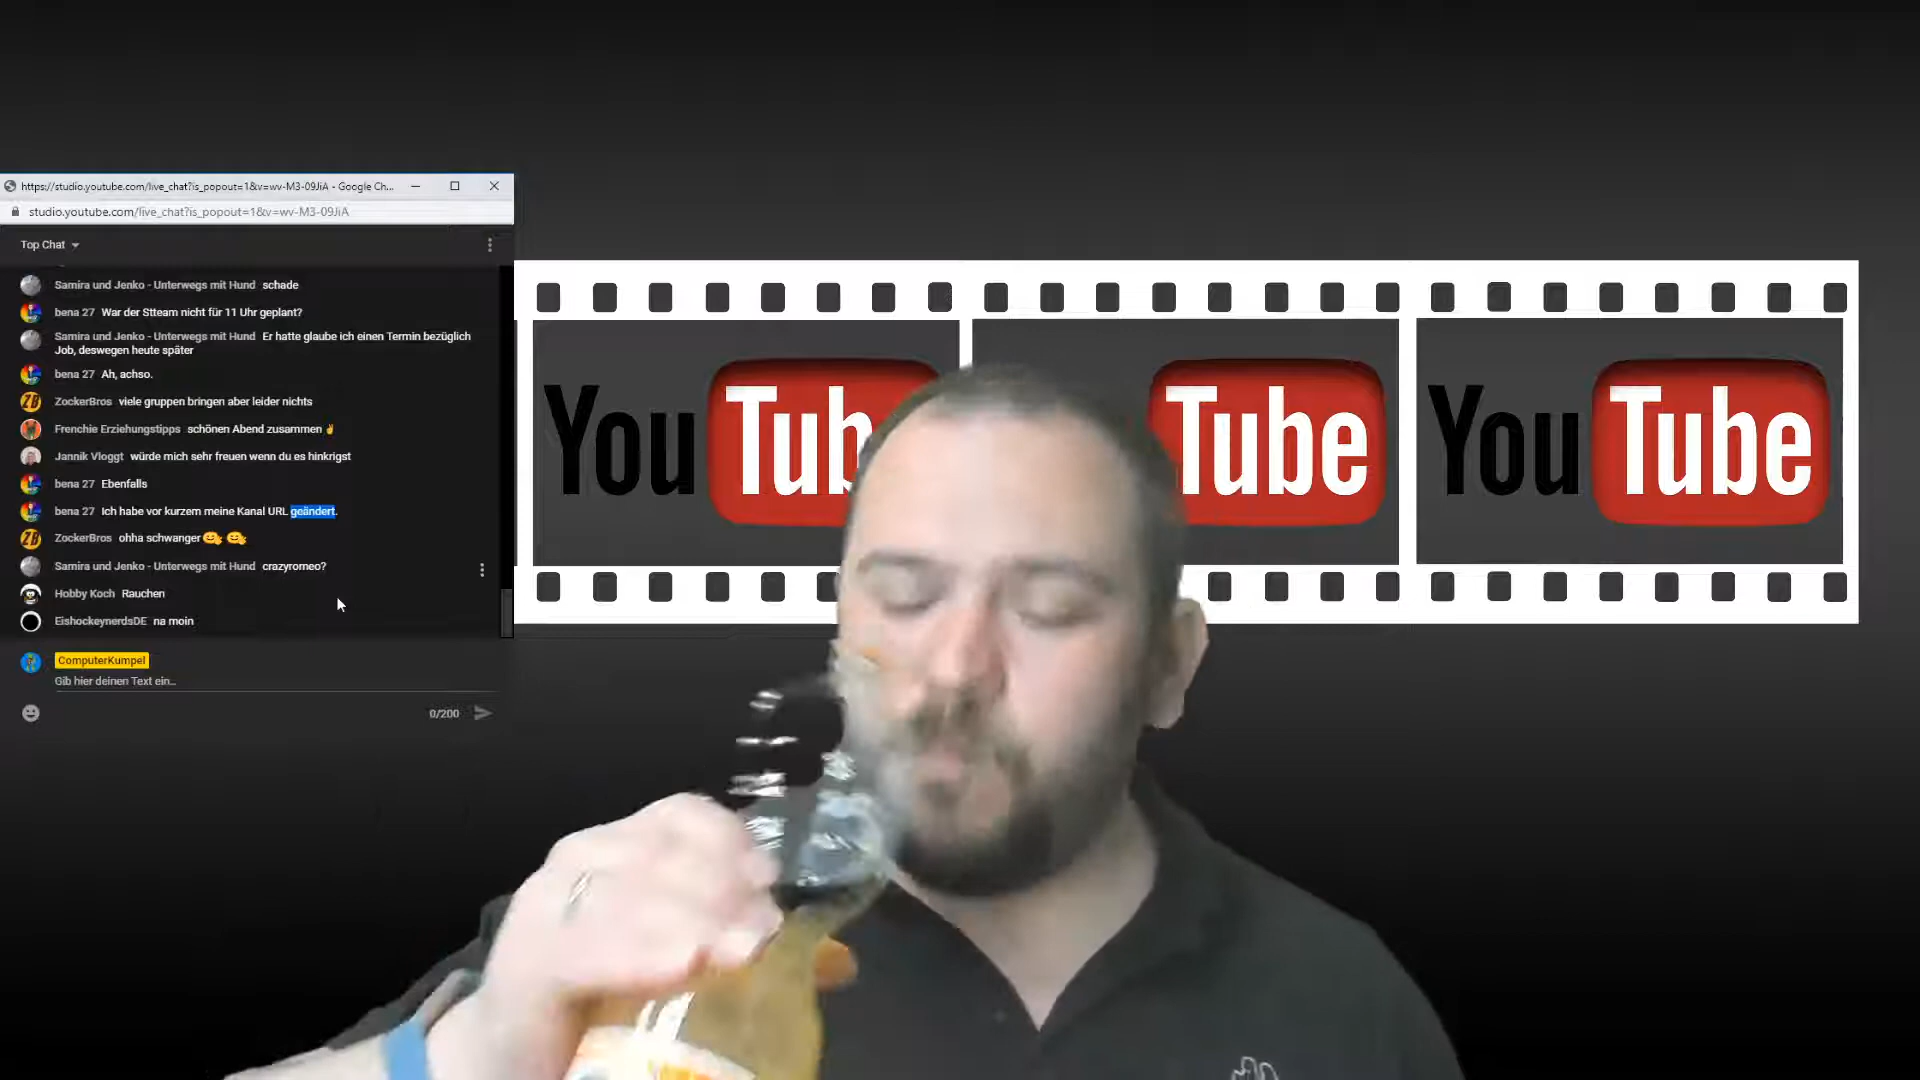 https://studio.youtube.com/live_chat?is_popout=1&v=wv-M3-09JiA - Google Ch...
studio.youtube.com/live_chat?is_popout=1&v=wv-M3-09JiA
Top Chat
Samira und Jenko - Unterwegs mit Hund schade
bena 27 War der Stteam nicht für 11 Uhr geplant?
Samira und Jenko - Unterwegs mit Hund Er hatte glaube ich einen Termin bezüglich
Job, deswegen heute später
bena 27 Ah, achso.
ZockerBros viele gruppen bringen aber leider nichts
Frenchie Erziehungstipps schönen Abend zusammen ✌
Jannik Vloggt würde mich sehr freuen wenn du es hinkrigst
bena 27 Ebenfalls
bena 27 Ich habe vor kurzem meine Kanal URL geändert.
ZockerBros ohha schwanger
Samira und Jenko - Unterwegs mit Hund crazyromeo?
Hobby Koch Rauchen
EishockeynerdsDE na moin
ComputerKumpel
Gib hier deinen Text ein...
0/200
You Tub
Tube
You Tube